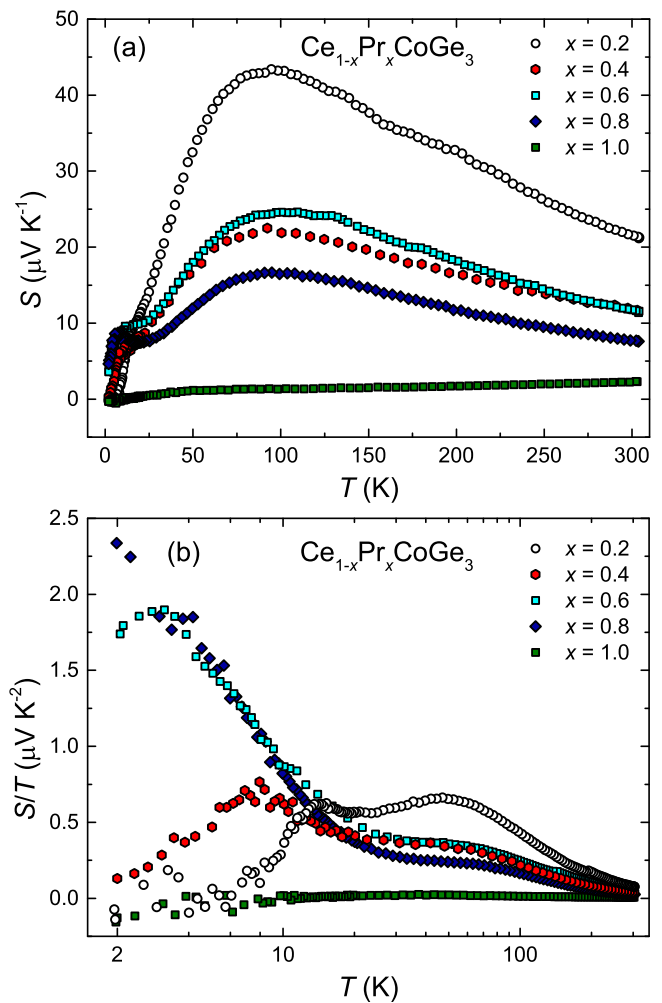 (a) Ce₁₋ₓPrₓCoGe₃
x = 0.2
x = 0.4
x = 0.6
x = 0.8
x = 1.0
50
40
30
20
10
0
S (μV K⁻¹)
0 50 100 150 200 250 300
T (K)
(b) Ce₁₋ₓPrₓCoGe₃
x = 0.2
x = 0.4
x = 0.6
x = 0.8
x = 1.0
2.5
2.0
1.5
1.0
0.5
0.0
S/T (μV K⁻²)
2 10 100
T (K)